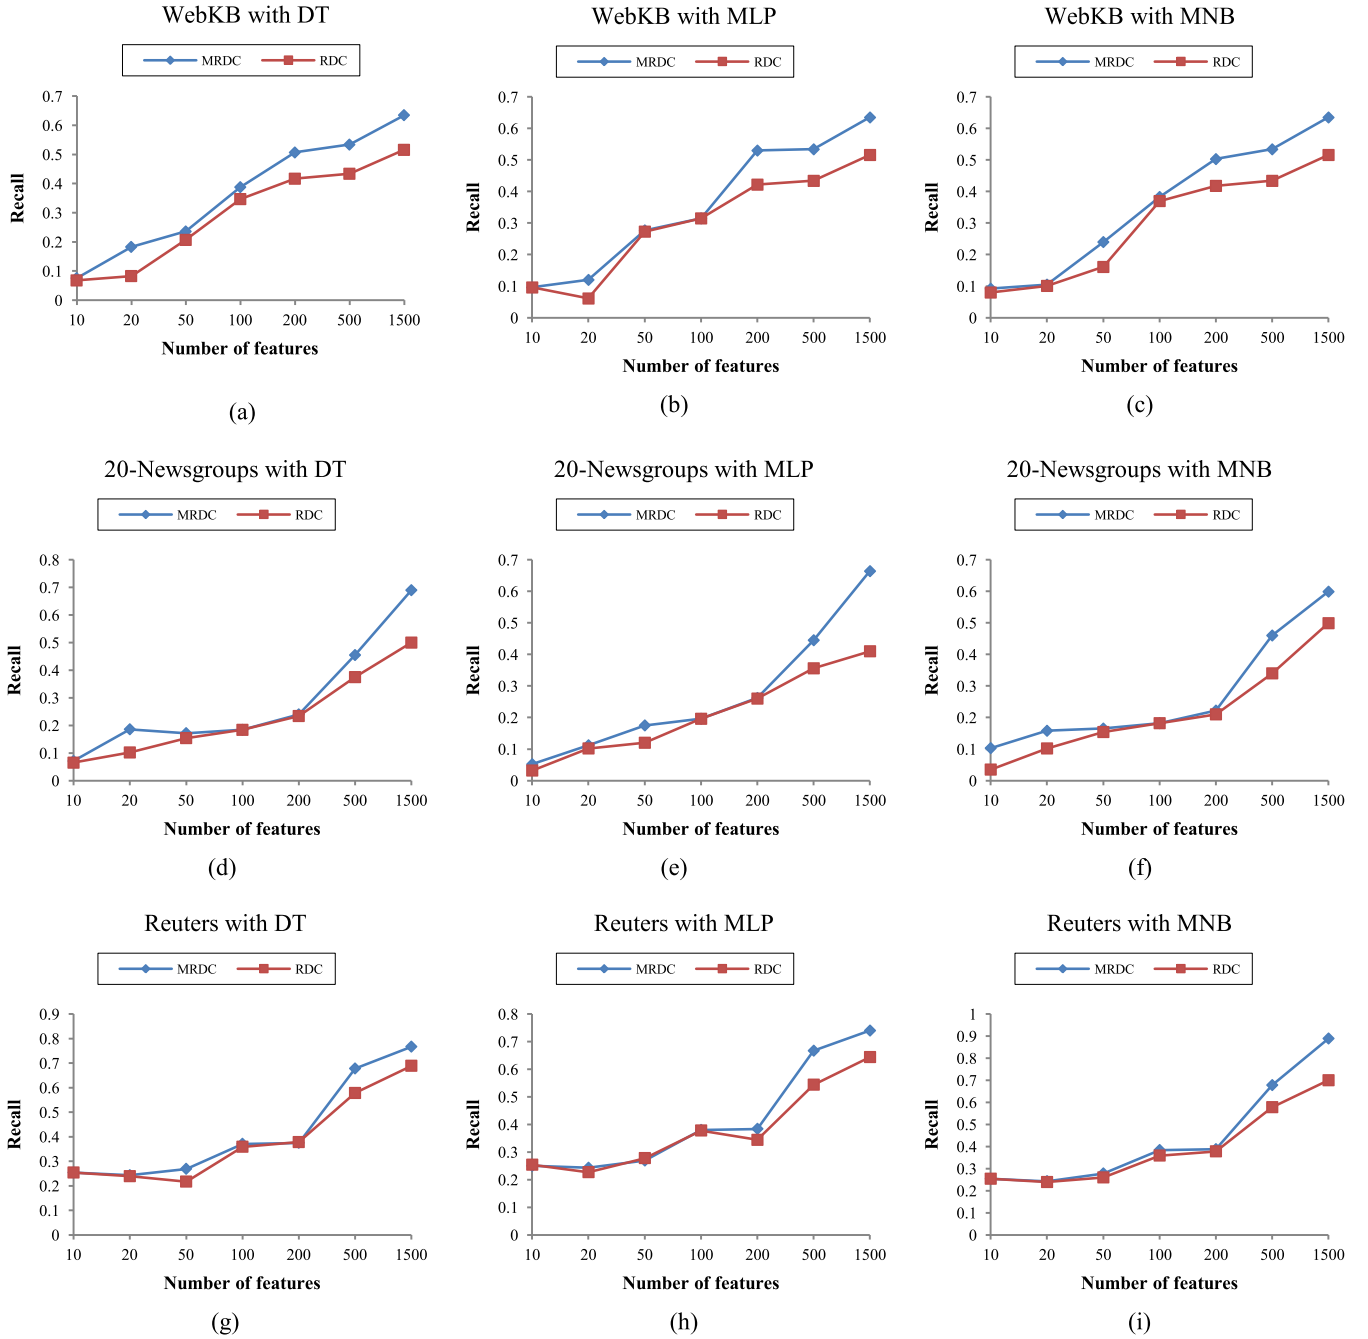 WebKB with DT
MRDC RDC
0.7
0.6
0.5
0.4
0.3
0.2
0.1
0
Recall
10 20 50 100 200 500 1500
Number of features
(a)
WebKB with MLP
MRDC RDC
0.7
0.6
0.5
0.4
0.3
0.2
0.1
0
Recall
10 20 50 100 200 500 1500
Number of features
(b)
WebKB with MNB
MRDC RDC
0.7
0.6
0.5
0.4
0.3
0.2
0.1
0
Recall
10 20 50 100 200 500 1500
Number of features
(c)
20-Newsgroups with DT
MRDC RDC
0.8
0.7
0.6
0.5
0.4
0.3
0.2
0.1
0
Recall
10 20 50 100 200 500 1500
Number of features
(d)
20-Newsgroups with MLP
MRDC RDC
0.7
0.6
0.5
0.4
0.3
0.2
0.1
0
Recall
10 20 50 100 200 500 1500
Number of features
(e)
20-Newsgroups with MNB
MRDC RDC
0.7
0.6
0.5
0.4
0.3
0.2
0.1
0
Recall
10 20 50 100 200 500 1500
Number of features
(f)
Reuters with DT
MRDC RDC
0.9
0.8
0.7
0.6
0.5
0.4
0.3
0.2
0.1
0
Recall
10 20 50 100 200 500 1500
Number of features
(g)
Reuters with MLP
MRDC RDC
0.8
0.7
0.6
0.5
0.4
0.3
0.2
0.1
0
Recall
10 20 50 100 200 500 1500
Number of features
(h)
Reuters with MNB
MRDC RDC
1
0.9
0.8
0.7
0.6
0.5
0.4
0.3
0.2
0.1
0
Recall
10 20 50 100 200 500 1500
Number of features
(i)